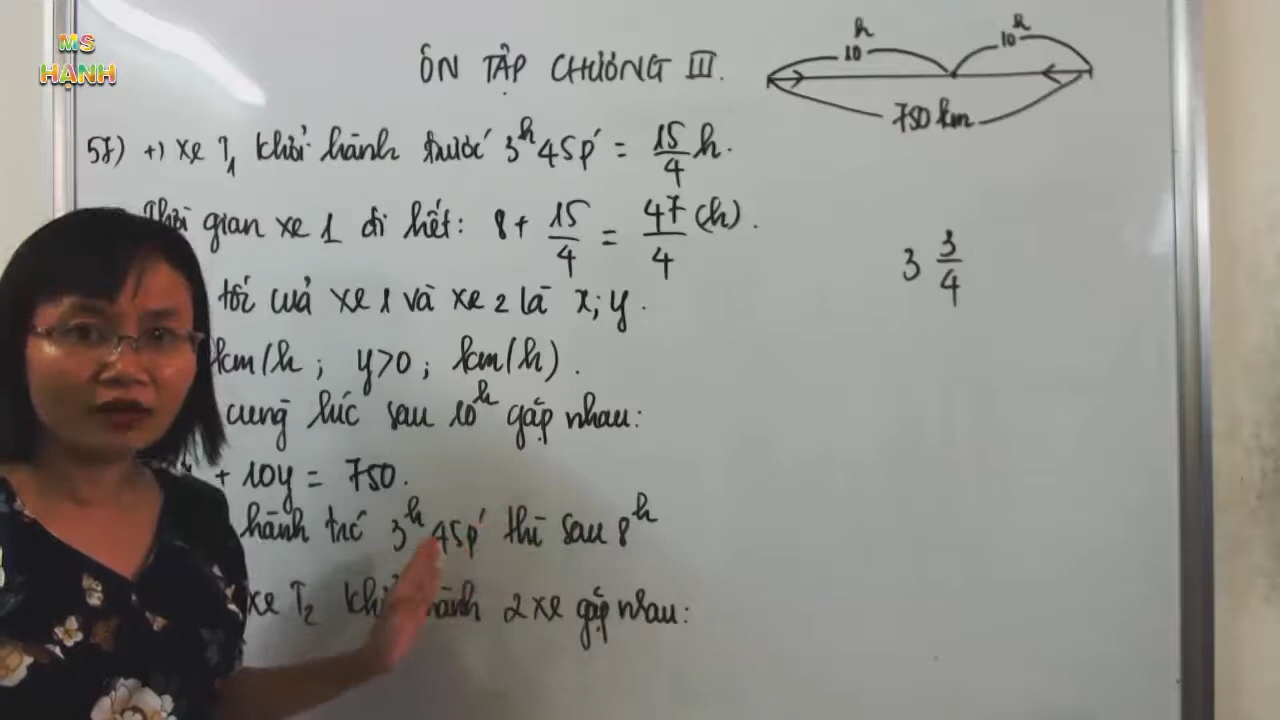 MS
HẠNH
ÔN TẬP CHƯƠNG III.
10 h
10 h
750 km
57) +) xe T1 khởi hành trước 3h45p' = 15/4 h.
Thời gian xe 1 đi hết: 8 + 15/4 = 47/4 (h).
3 3/4
tốc của xe 1 và xe 2 là x; y.
km/h; y>0; km/h).
cùng lúc sau 10h gặp nhau:
+ 10y = 750.
hành trc 3h45p' thì sau 8h
xe T2 khởi hành 2 xe gặp nhau: